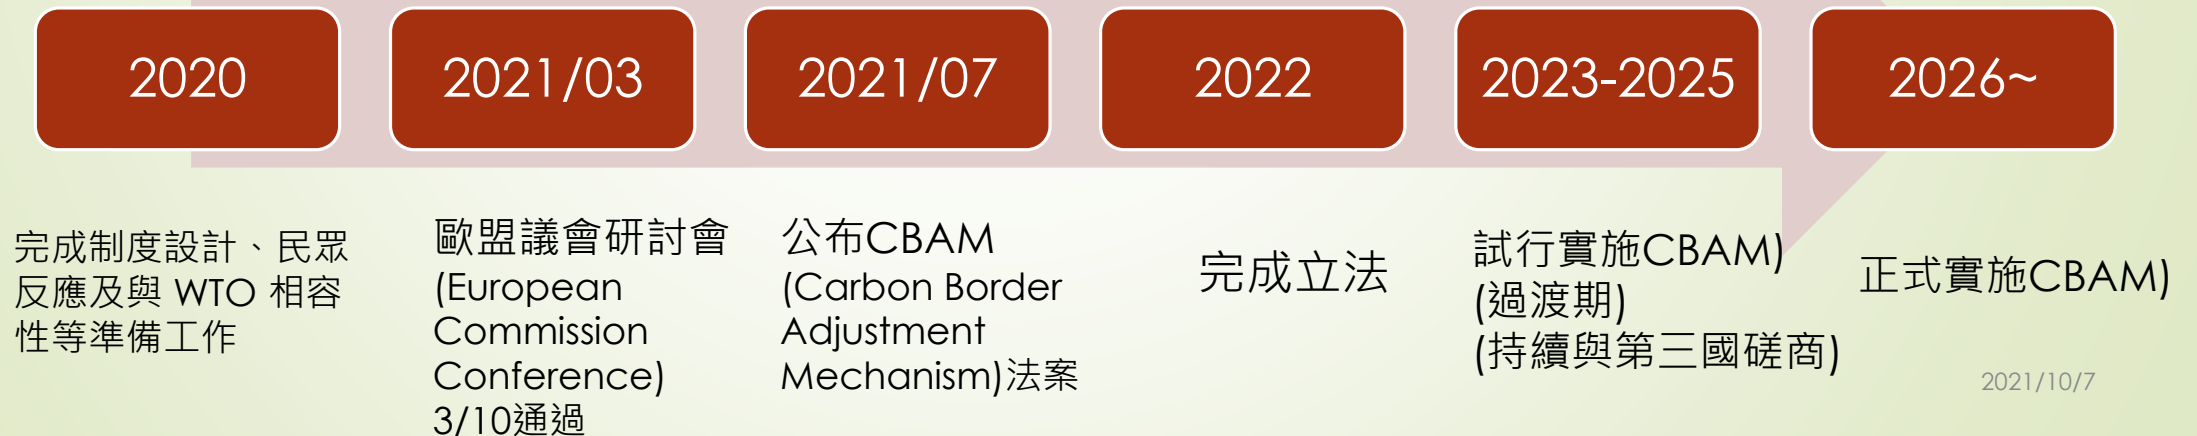 2020
2021/03
2021/07
2022
2023-2025
2026~
完成制度設計、民眾
反應及與 WTO 相容
性等準備工作
歐盟議會研討會
(European
Commission
Conference)
3/10通過
公布CBAM
(Carbon Border
Adjustment
Mechanism)法案
完成立法
試行實施CBAM)
(過渡期)
(持續與第三國磋商)
正式實施CBAM)
2021/10/7